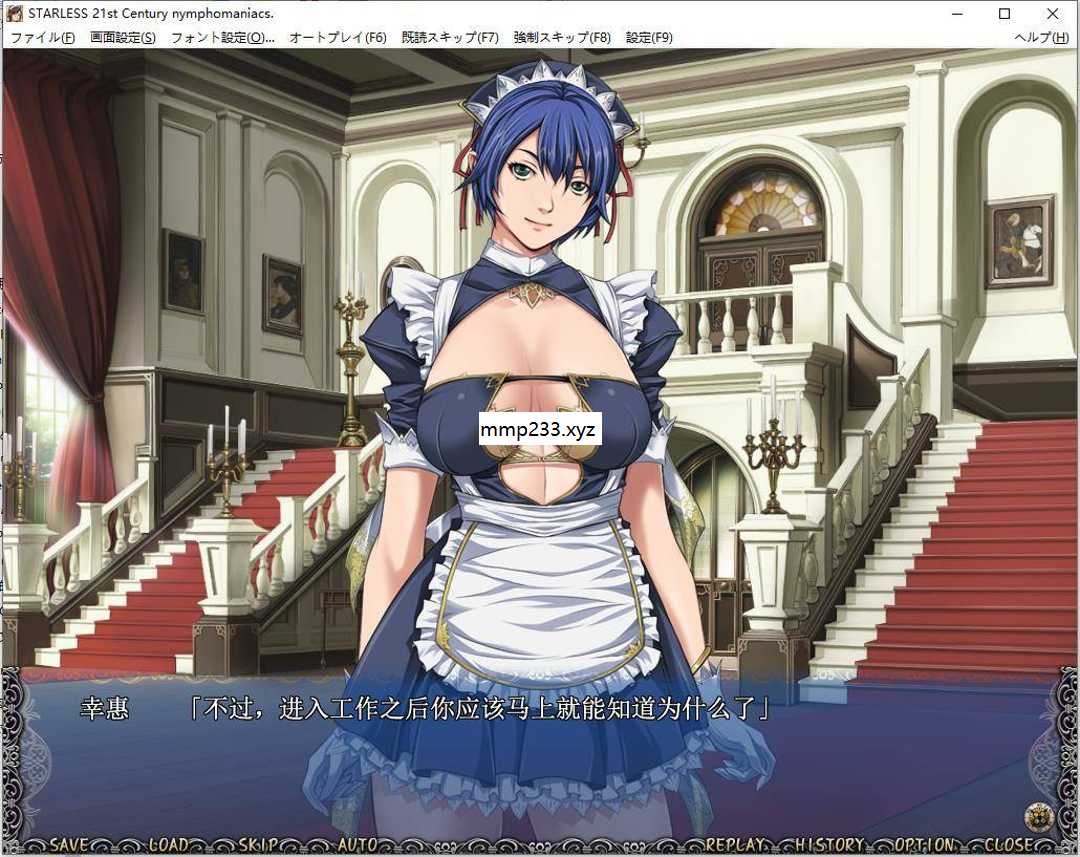 STARLESS 21st Century nymphomaniacs.
ファイル(F) 画面設定(S) フォント設定(O)... オートプレイ(F6) 既読スキップ(F7) 強制スキップ(F8) 設定(F9) ヘルプ(H)
mmp233.xyz
幸惠 「不过，进入工作之后你应该马上就能知道为什么了」
SAVE LOAD SKIP AUTO REPLAY HISTORY OPTION CLOSE